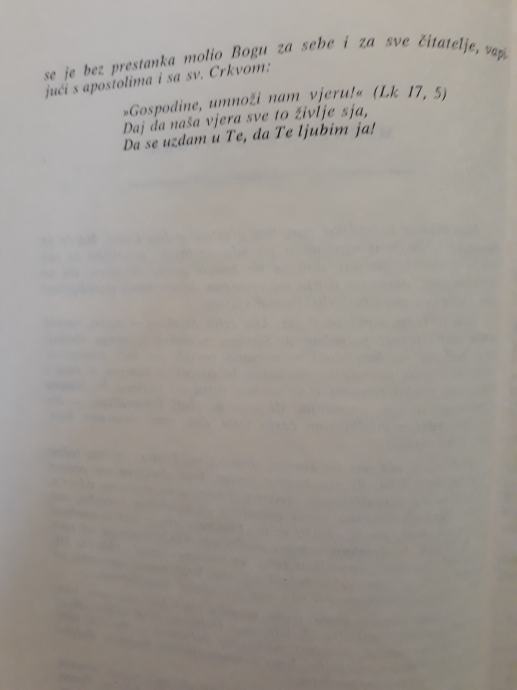 se je bez prestanka molio Bogu za sebe i za sve čitatelje, vapi-
jući s apostolima i sa sv. Crkvom:
»Gospodine, umnoži nam vjeru!« (Lk 17, 5)
Daj da naša vjera sve to življe sja,
Da se uzdam u Te, da Te ljubim ja!